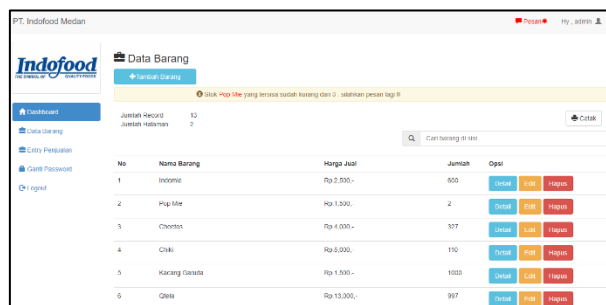 PT. Indofood Medan
Pesan
Hy , admin
Indofood
THE SYMBOL OF QUALITY FOODS
Data Barang
Tambah Barang
Stok Pop Mie yang tersisa sudah kurang dari 3 . silahkan pesan lagi !!
Dashboard
Data Barang
Entry Penjualan
Ganti Password
Logout
Jumlah Record 13
Jumlah Halaman 2
Cetak
Cari barang di sini ..
No Nama Barang Harga Jual Jumlah Opsi
1 Indomie Rp.2,500,- 600 Detail Edit Hapus
2 Pop Mie Rp.1,500,- 2 Detail Edit Hapus
3 Cheetos Rp.4,000,- 327 Detail Edit Hapus
4 Chiki Rp.5,000,- 110 Detail Edit Hapus
5 Kacang Garuda Rp.1,500,- 1003 Detail Edit Hapus
6 Qtela Rp.13,000,- 997 Detail Edit Hapus